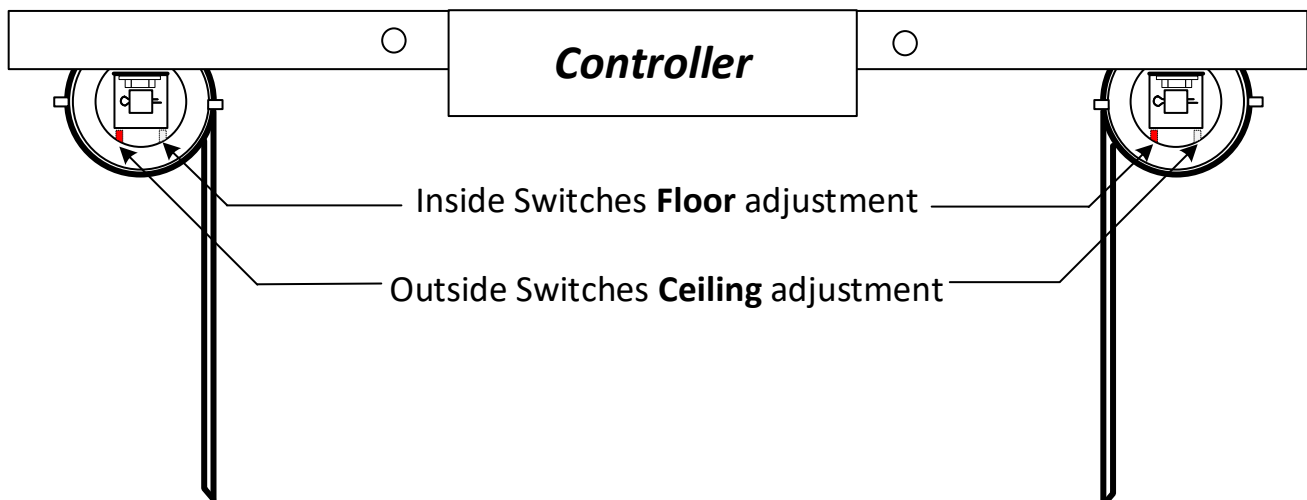 Controller
Inside Switches Floor adjustment
Outside Switches Ceiling adjustment